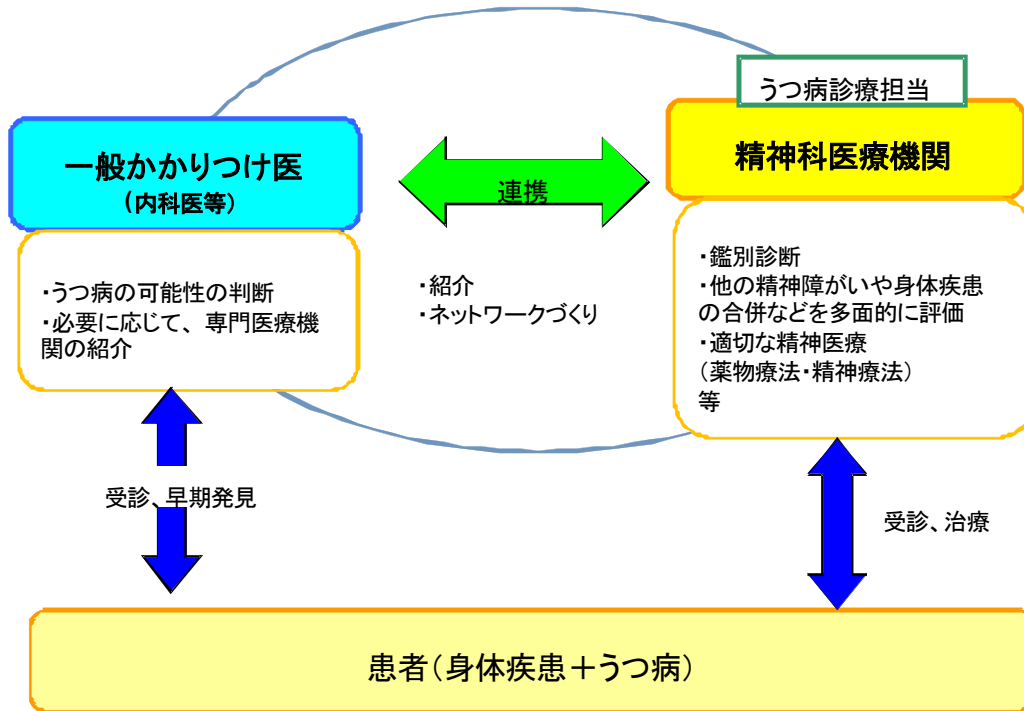 うつ病診療担当
一般かかりつけ医
(内科医等)
連携
精神科医療機関
・うつ病の可能性の判断
・必要に応じて、専門医療機
関の紹介
・紹介
・ネットワークづくり
・鑑別診断
・他の精神障がいや身体疾患
の合併などを多面的に評価
・適切な精神医療
(薬物療法・精神療法)
等
受診、早期発見
受診、治療
患者(身体疾患+うつ病)